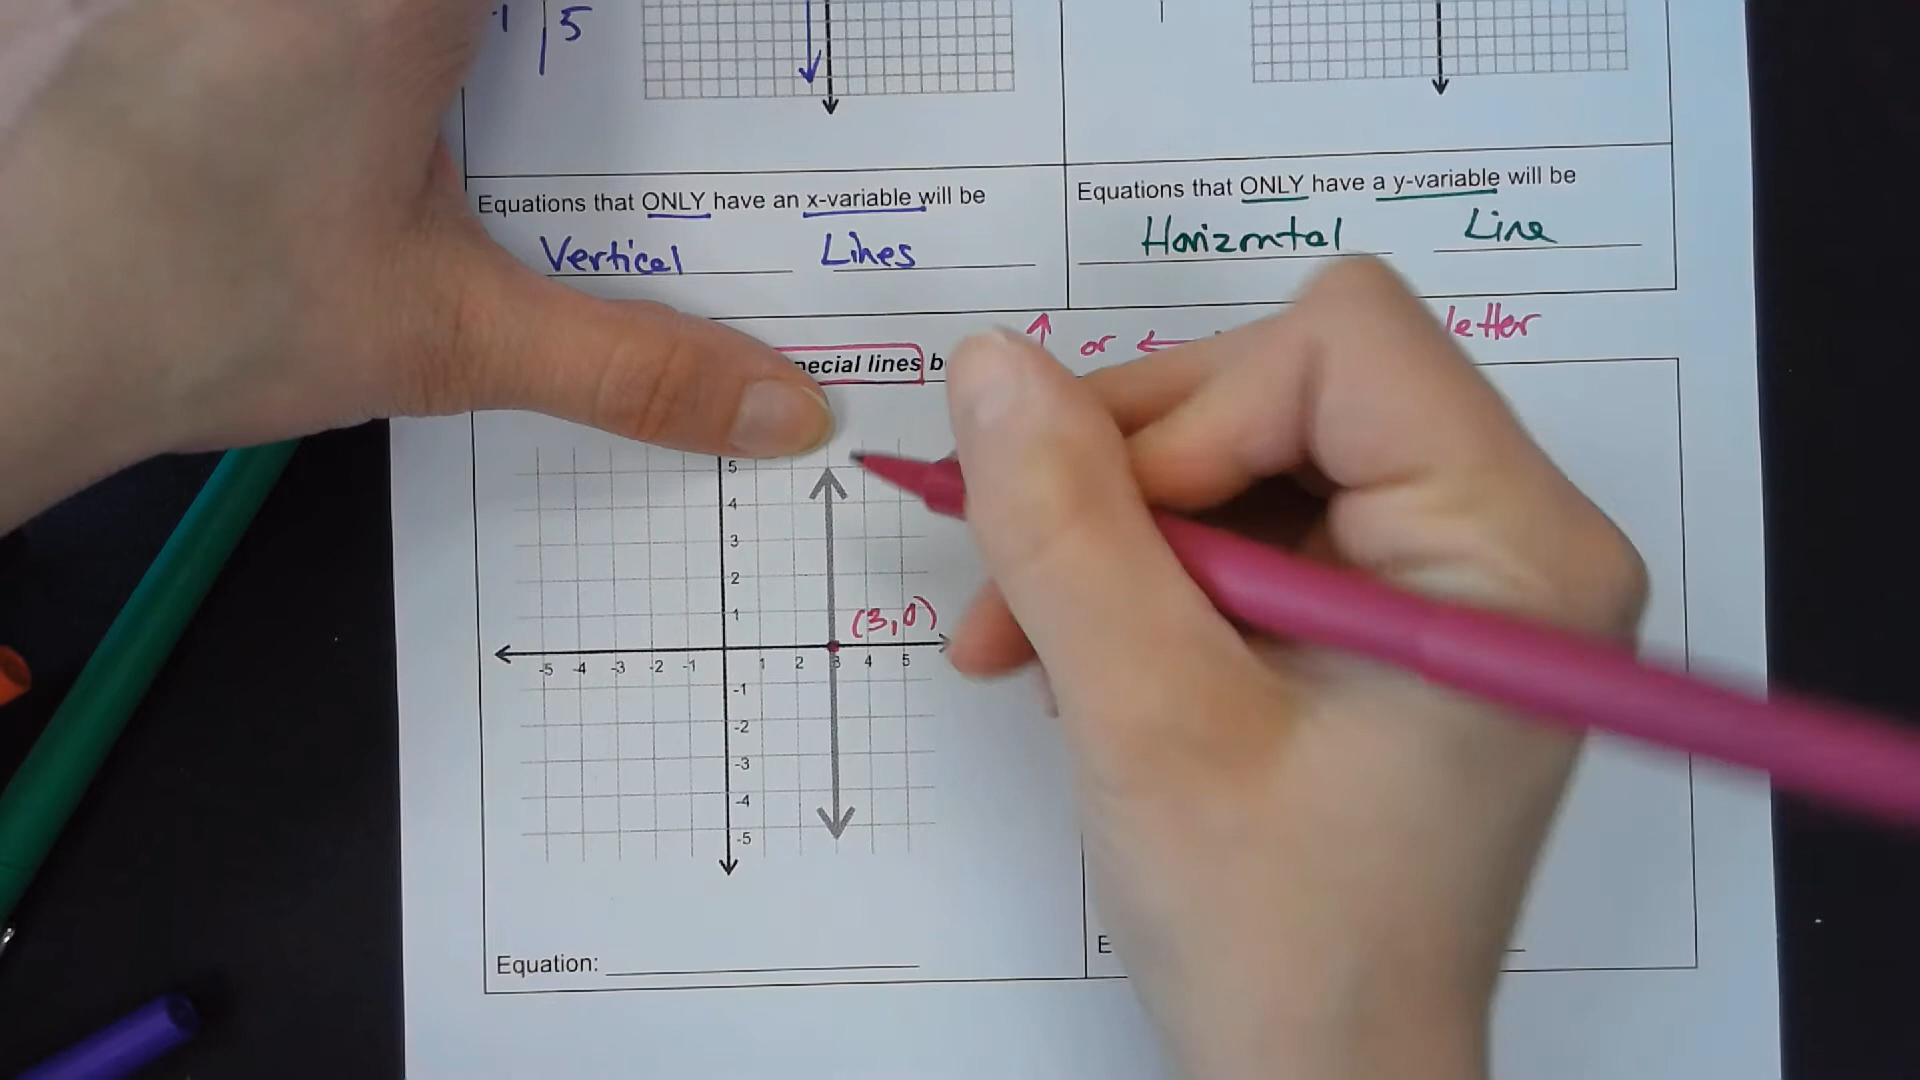 -1 | 5
Equations that ONLY have an x-variable will be
Vertical Lines
Equations that ONLY have a y-variable will be
Horizontal Line
or letter
lines
5
4
3
2
1
(3,0)
-5 -4 -3 -2 -1 1 2 3 4 5
-1
-2
-3
-4
-5
Equation: